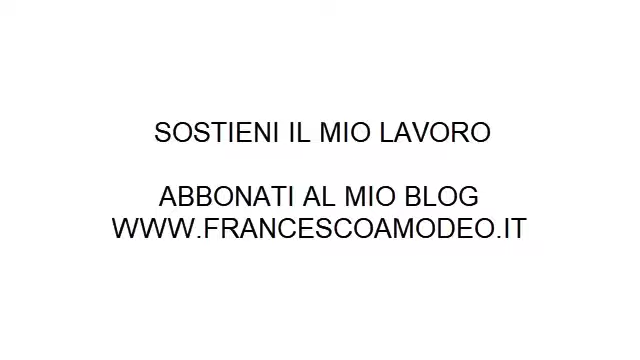 SOSTIENI IL MIO LAVORO
ABBONATI AL MIO BLOG
WWW.FRANCESCOAMODEO.IT